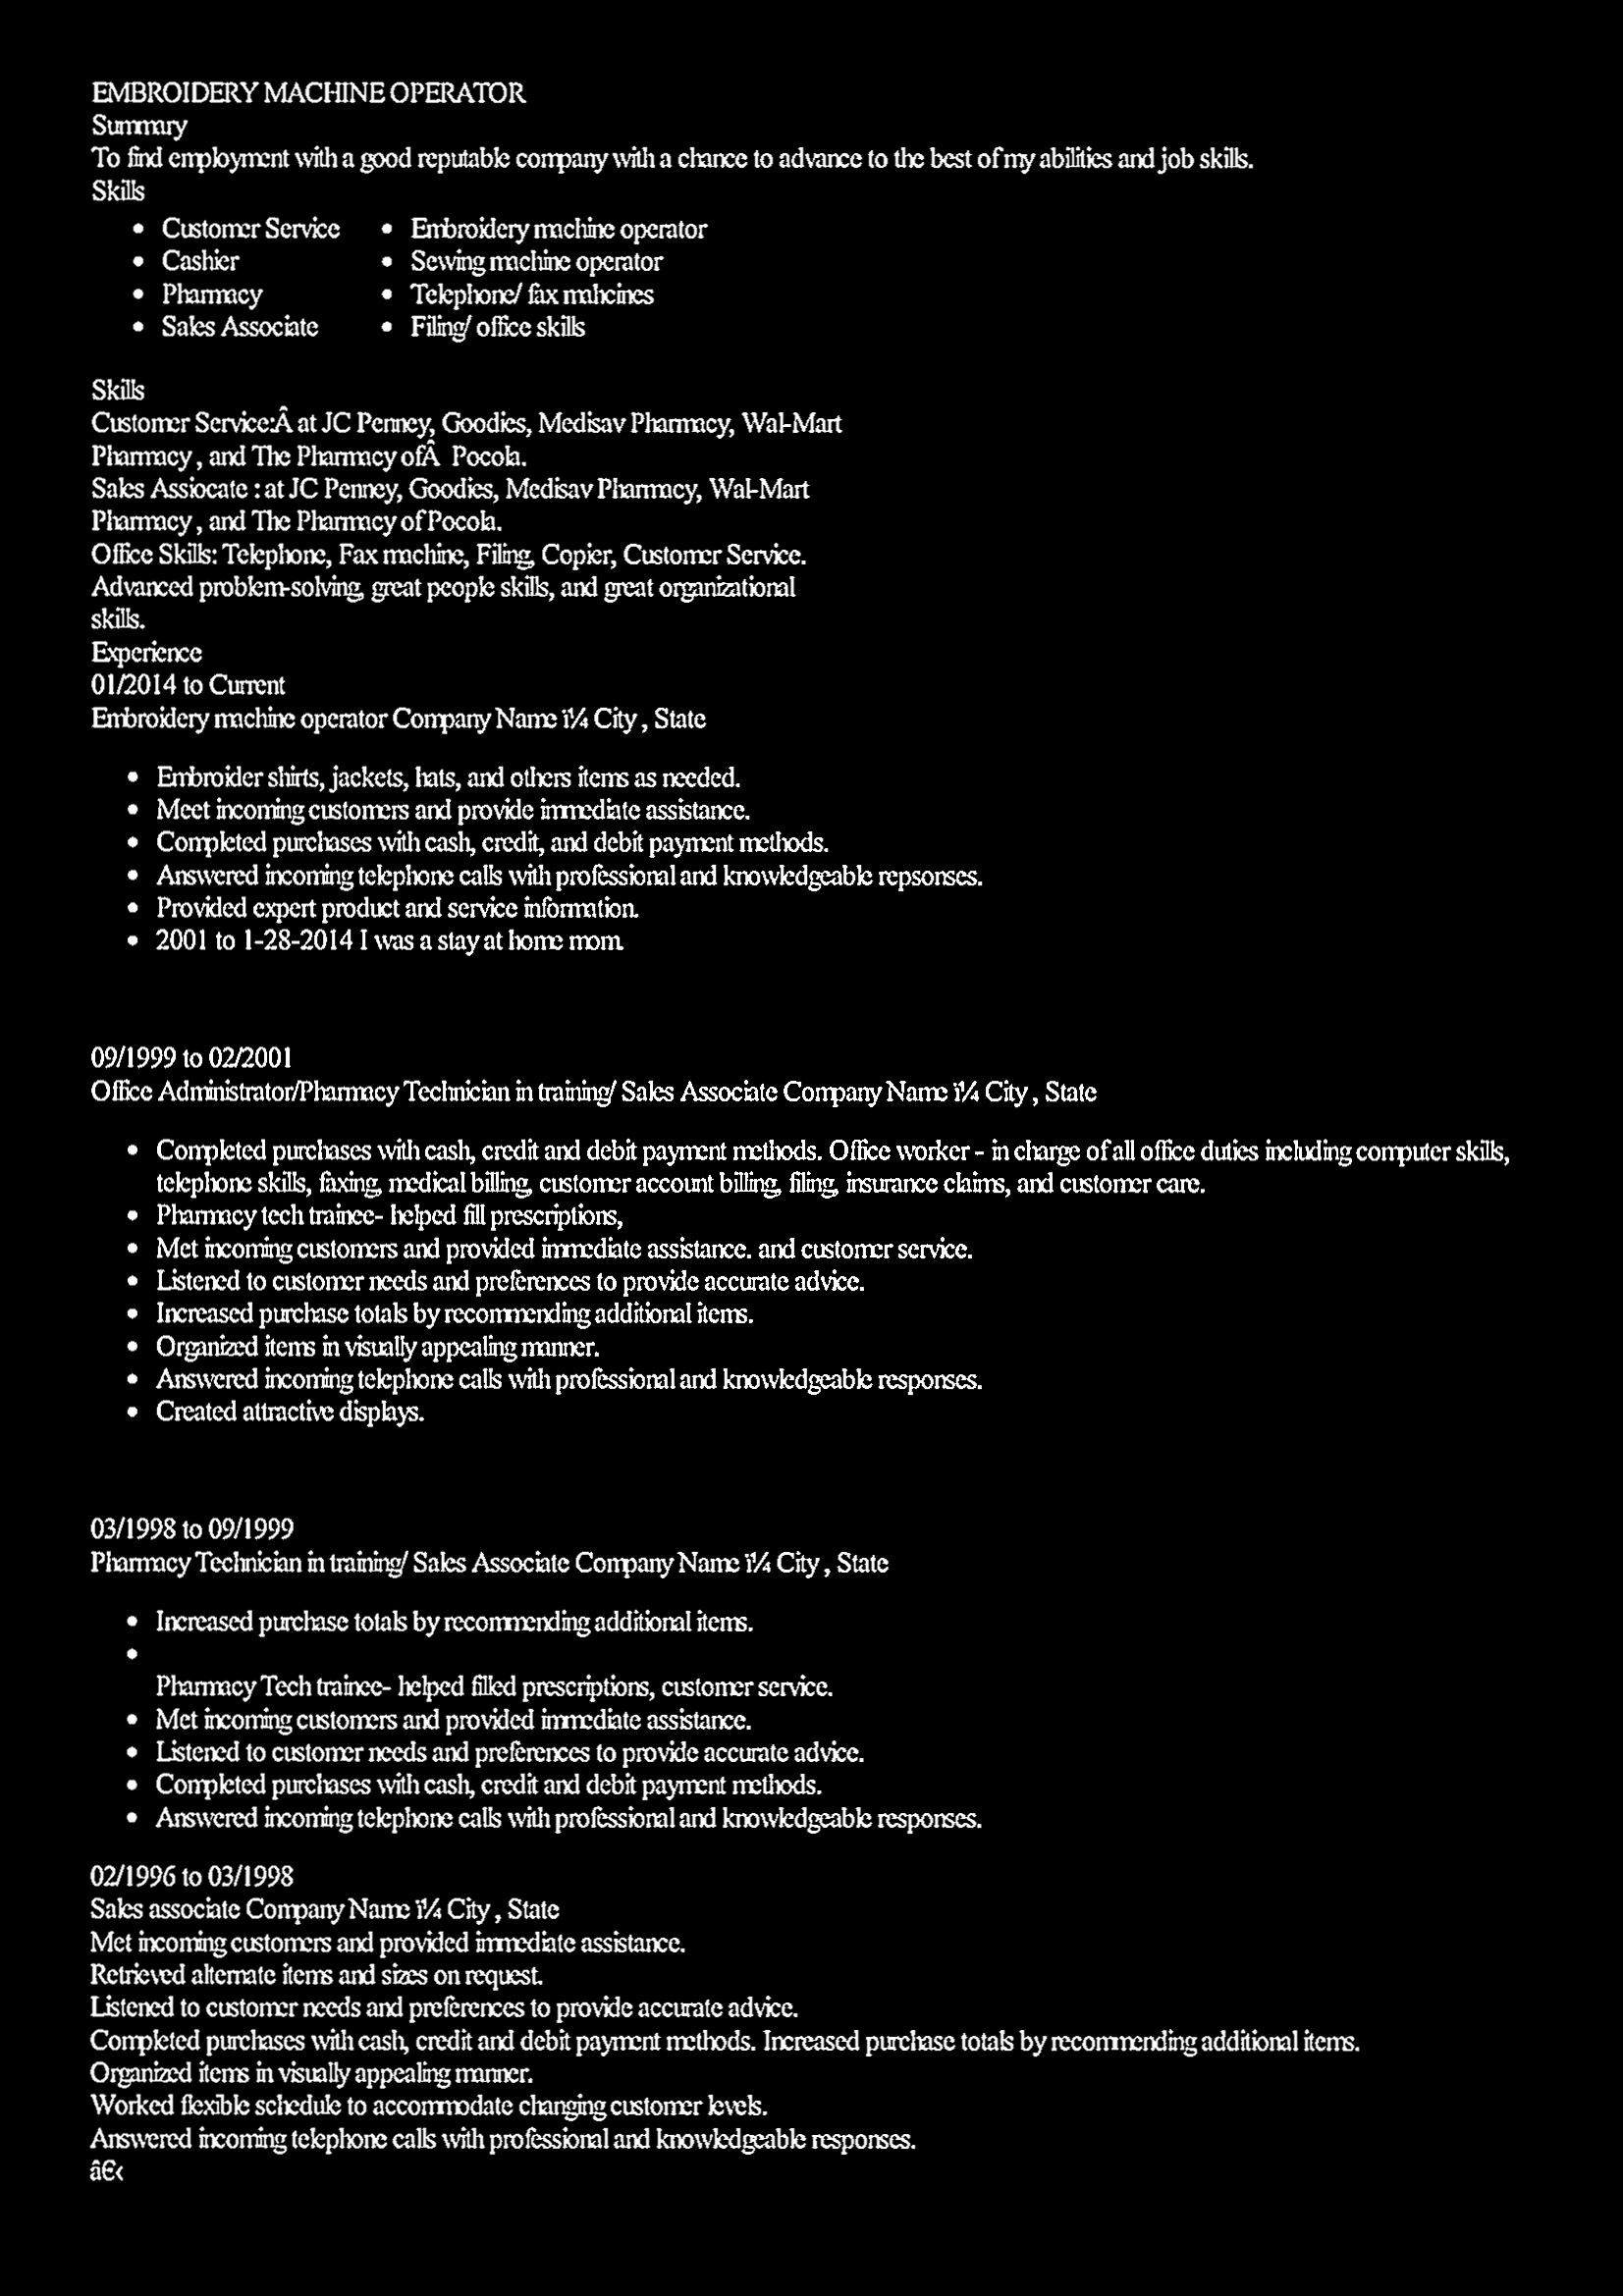 EMBROIDERY MACHINE OPERATOR
Summary
To find employment with a good reputable company with a chance to advance to the best of my abilities and job skills.
Skills
• Customer Service • Embroidery machine operator
• Cashier • Sewing machine operator
• Pharmacy • Telephone/ fax mahcines
• Sales Associate • Filing/ office skills
Skills
Customer Service:Â at JC Penney, Goodies, Medisav Pharmacy, Wal-Mart
Pharmacy , and The Pharmacy ofÂ  Pocola.
Sales Assiocate : at JC Penney, Goodies, Medisav Pharmacy, Wal-Mart
Pharmacy , and The Pharmacy of Pocola.
Office Skills: Telephone, Fax machine, Filing, Copier, Customer Service.
Advanced problem-solving, great people skills, and great organizational
skills.
Experience
01/2014 to Current
Embroidery machine operator Company Name ï¼ City , State
• Embroider shirts, jackets, hats, and others items as needed.
• Meet incoming customers and provide immediate assistance.
• Completed purchases with cash, credit, and debit payment methods.
• Answered incoming telephone calls with professional and knowledgeable repsonses.
• Provided expert product and service information.
• 2001 to 1-28-2014 I was a stay at home mom.
09/1999 to 02/2001
Office Administrator/Pharmacy Technician in training/ Sales Associate Company Name ï¼ City , State
• Completed purchases with cash, credit and debit payment methods. Office worker - in charge of all office duties including computer skills,
telephone skills, faxing, medical billing, customer account billing, filing, insurance claims, and customer care.
• Pharmacy tech trainee- helped fill prescriptions,
• Met incoming customers and provided immediate assistance. and customer service.
• Listened to customer needs and preferences to provide accurate advice.
• Increased purchase totals by recommending additional items.
• Organized items in visually appealing manner.
• Answered incoming telephone calls with professional and knowledgeable responses.
• Created attractive displays.
03/1998 to 09/1999
Pharmacy Technician in training/ Sales Associate Company Name ï¼ City , State
• Increased purchase totals by recommending additional items.
•
Pharmacy Tech trainee- helped filled prescriptions, customer service.
• Met incoming customers and provided immediate assistance.
• Listened to customer needs and preferences to provide accurate advice.
• Completed purchases with cash, credit and debit payment methods.
• Answered incoming telephone calls with professional and knowledgeable responses.
02/1996 to 03/1998
Sales associate Company Name ï¼ City , State
Met incoming customers and provided immediate assistance.
Retrieved alternate items and sizes on request.
Listened to customer needs and preferences to provide accurate advice.
Completed purchases with cash, credit and debit payment methods. Increased purchase totals by recommending additional items.
Organized items in visually appealing manner.
Worked flexible schedule to accommodate changing customer levels.
Answered incoming telephone calls with professional and knowledgeable responses.
â€‹